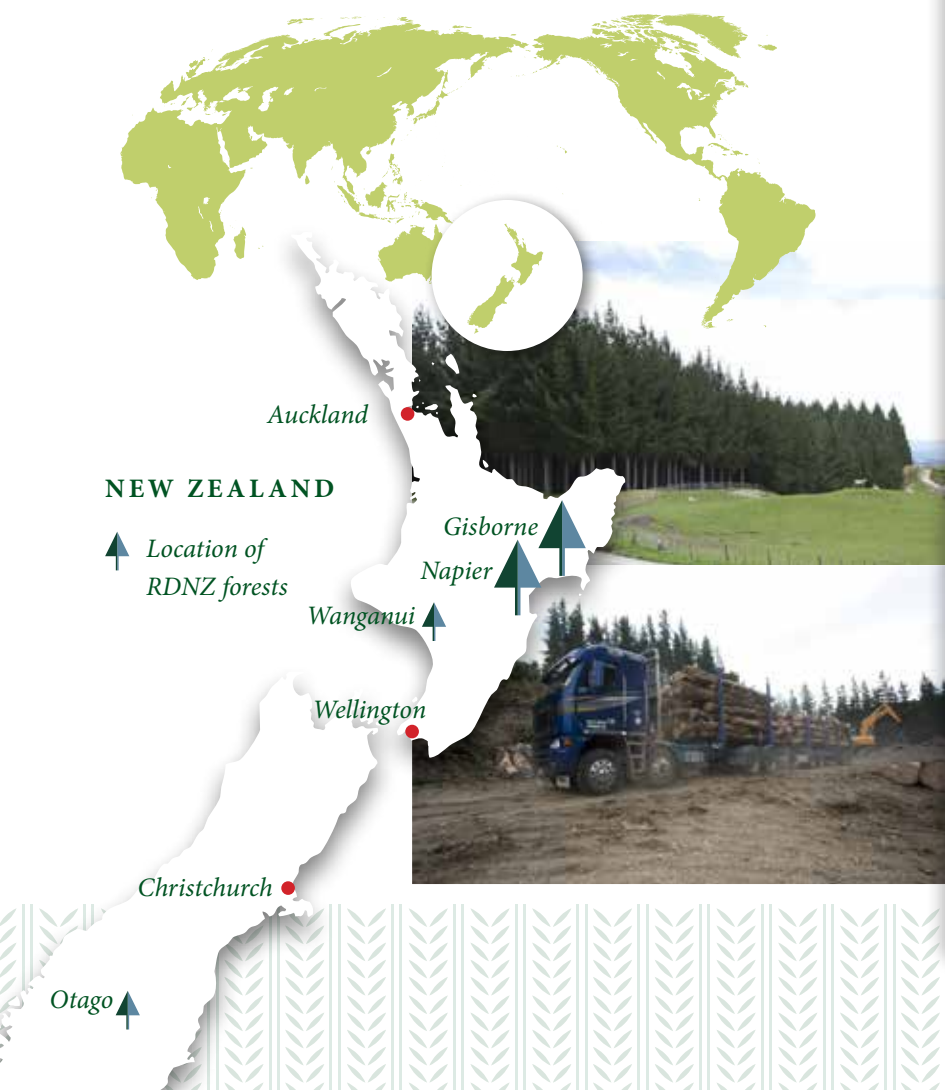 Auckland
NEW ZEALAND
Location of
RDNZ forests
Gisborne
Napier
Wanganui
Wellington
Christchurch
Otago